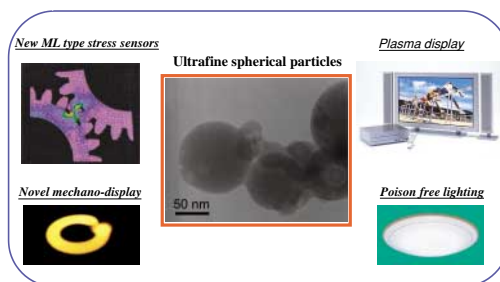 New ML type stress sensors
Ultrafine spherical particles
Plasma display
50 nm
Novel mechano-display
Poison free lighting